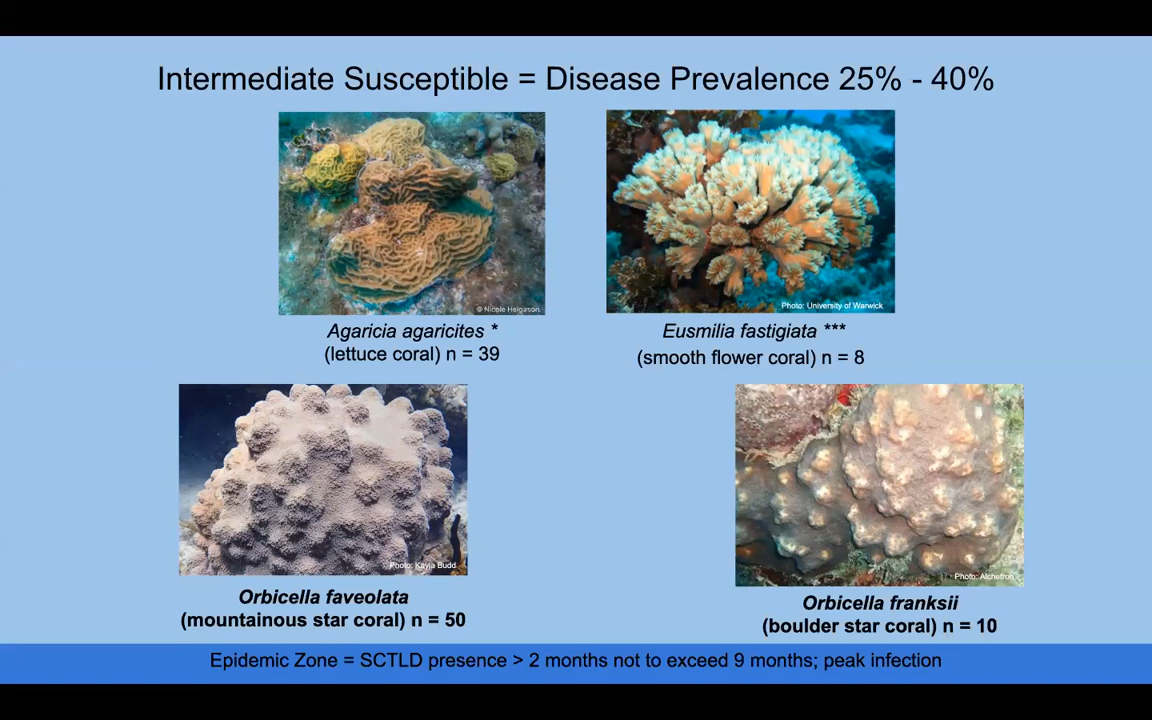 Intermediate Susceptible = Disease Prevalence 25% - 40%
© Nicole Helgason
Photo: University of Warwick
Agaricia agaricites *
(lettuce coral) n = 39
Eusmilia fastigiata ***
(smooth flower coral) n = 8
Photo: Kayla Budd
Photo: Alchetron
Orbicella faveolata
(mountainous star coral) n = 50
Orbicella franksii
(boulder star coral) n = 10
Epidemic Zone = SCTLD presence > 2 months not to exceed 9 months; peak infection